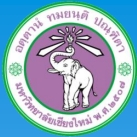 อตฺตานํ ทมยนฺติ ปณฺฑิตา
มหาวิทยาลัยเชียงใหม่ พ.ศ.๒๕๐๗